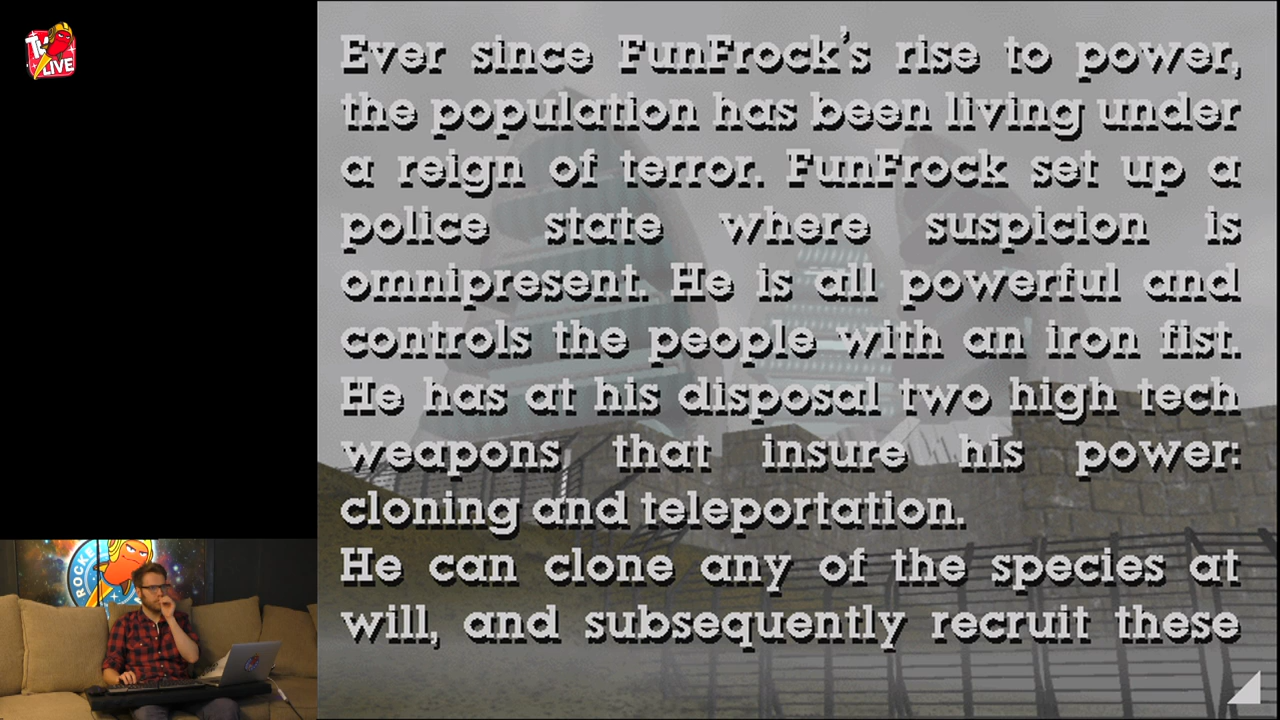 TR
LIVE
Ever since FunFrock's rise to power,
the population has been living under
a reign of terror. FunFrock set up a
police state where suspicion is
omnipresent. He is all powerful and
controls the people with an iron fist.
He has at his disposal two high tech
weapons that insure his power:
cloning and teleportation.
He can clone any of the species at
will, and subsequently recruit these
ROCKE